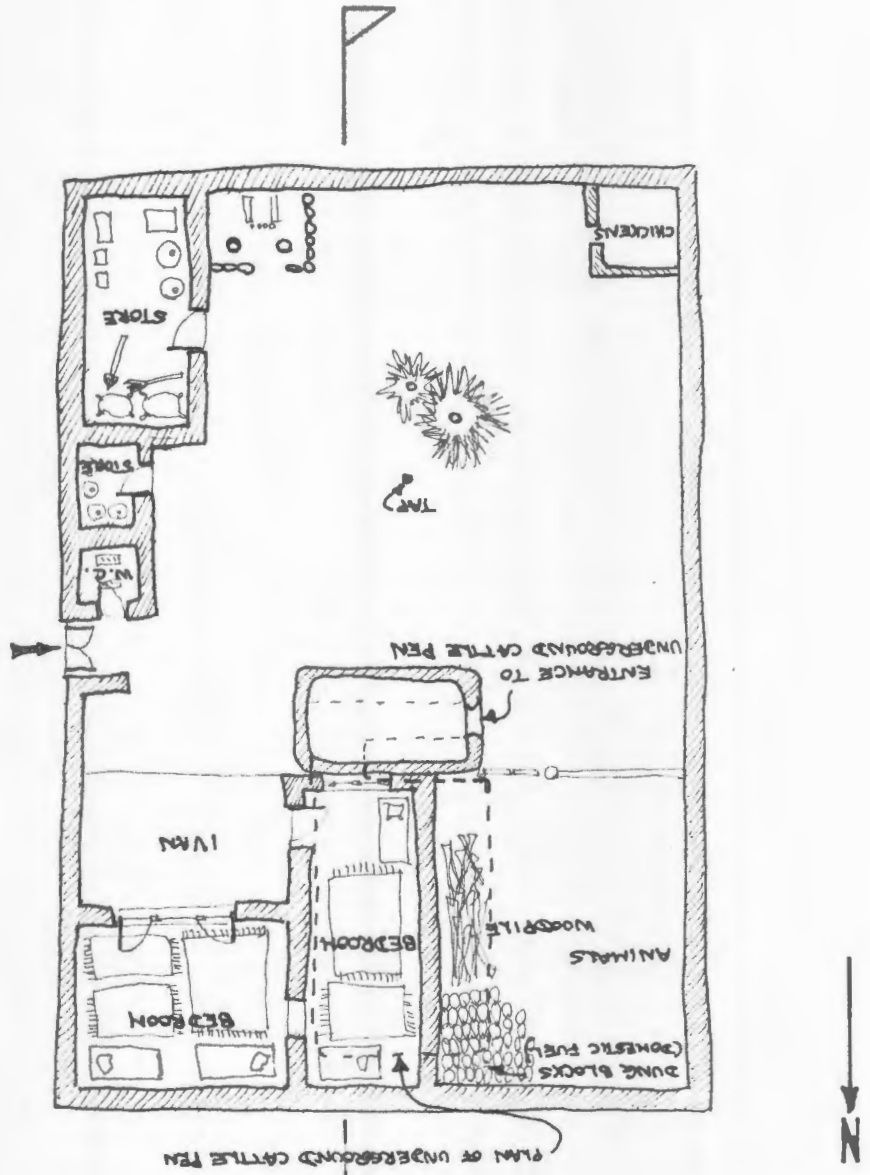 N
PLAN OF UNDERGROUND CATTLE PEN
DUNG BLOCKS
(DOMESTIC FUEL)
BEDROOM
ANIMALS
WOODPILE
BEDROOM
IVAN
ENTRANCE TO
UNDERGROUND CATTLE PEN
W.C.
TAP
STORE
STORE
CHICKENS